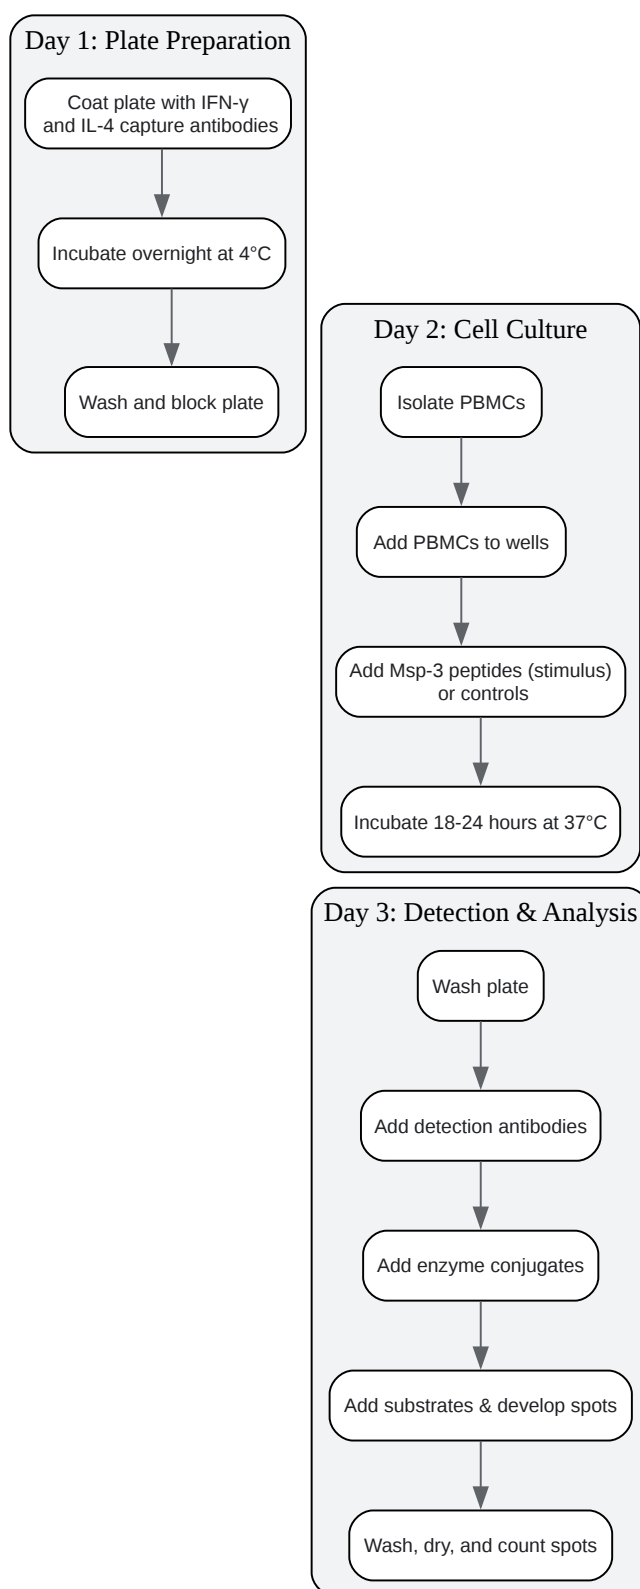 Day 1: Plate Preparation
Coat plate with IFN-γ
and IL-4 capture antibodies
Incubate overnight at 4°C
Wash and block plate
Day 2: Cell Culture
Isolate PBMCs
Add PBMCs to wells
Add Msp-3 peptides (stimulus)
or controls
Incubate 18-24 hours at 37°C
Day 3: Detection & Analysis
Wash plate
Add detection antibodies
Add enzyme conjugates
Add substrates & develop spots
Wash, dry, and count spots